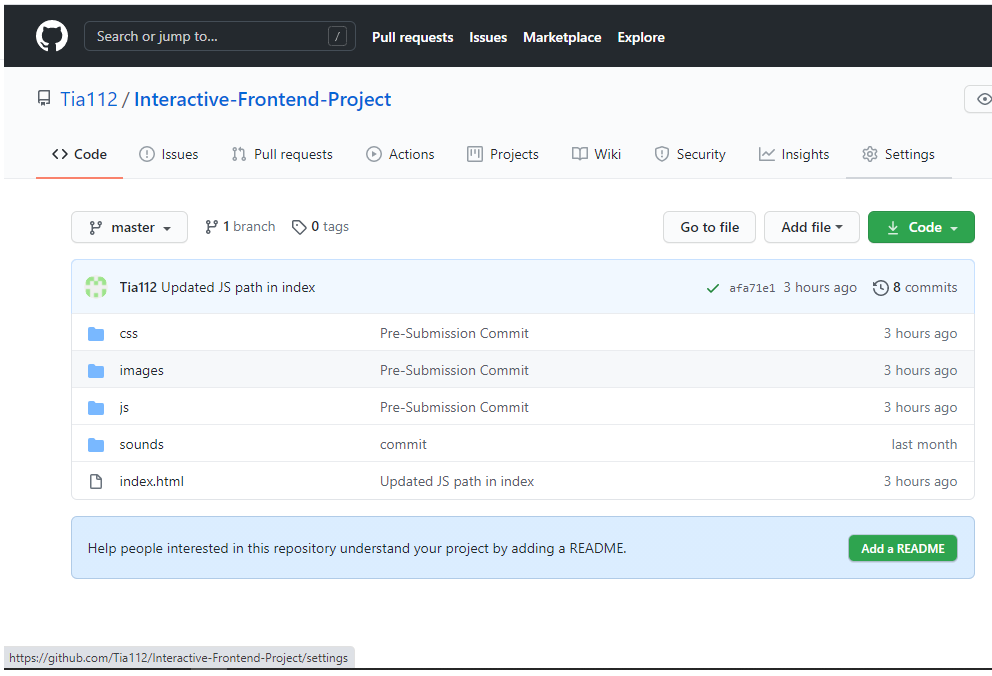 Search or jump to... / Pull requests Issues Marketplace Explore
Tia112 / Interactive-Frontend-Project
Code Issues Pull requests Actions Projects Wiki Security Insights Settings
master 1 branch 0 tags Go to file Add file Code
Tia112 Updated JS path in index afa71e1 3 hours ago 8 commits
css Pre-Submission Commit 3 hours ago
images Pre-Submission Commit 3 hours ago
js Pre-Submission Commit 3 hours ago
sounds commit last month
index.html Updated JS path in index 3 hours ago
Help people interested in this repository understand your project by adding a README. Add a README
https://github.com/Tia112/Interactive-Frontend-Project/settings